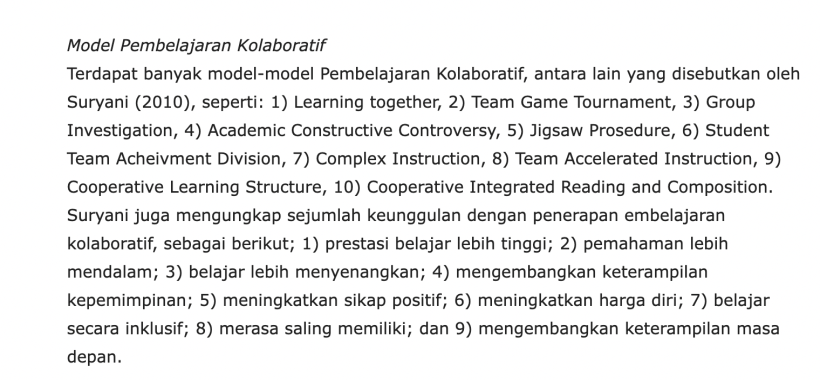 Model Pembelajaran Kolaboratif
Terdapat banyak model-model Pembelajaran Kolaboratif, antara lain yang disebutkan oleh
Suryani (2010), seperti: 1) Learning together, 2) Team Game Tournament, 3) Group
Investigation, 4) Academic Constructive Controversy, 5) Jigsaw Prosedure, 6) Student
Team Acheivment Division, 7) Complex Instruction, 8) Team Accelerated Instruction, 9)
Cooperative Learning Structure, 10) Cooperative Integrated Reading and Composition.
Suryani juga mengungkap sejumlah keunggulan dengan penerapan embelajaran
kolaboratif, sebagai berikut; 1) prestasi belajar lebih tinggi; 2) pemahaman lebih
mendalam; 3) belajar lebih menyenangkan; 4) mengembangkan keterampilan
kepemimpinan; 5) meningkatkan sikap positif; 6) meningkatkan harga diri; 7) belajar
secara inklusif; 8) merasa saling memiliki; dan 9) mengembangkan keterampilan masa
depan.